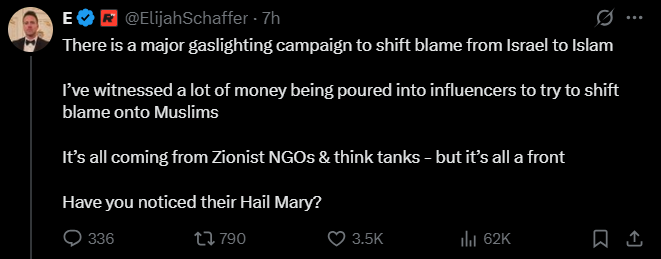 E @ElijahSchaffer · 7h
There is a major gaslighting campaign to shift blame from Israel to Islam
I've witnessed a lot of money being poured into influencers to try to shift
blame onto Muslims
It's all coming from Zionist NGOs & think tanks - but it's all a front
Have you noticed their Hail Mary?
336 790 3.5K 62K